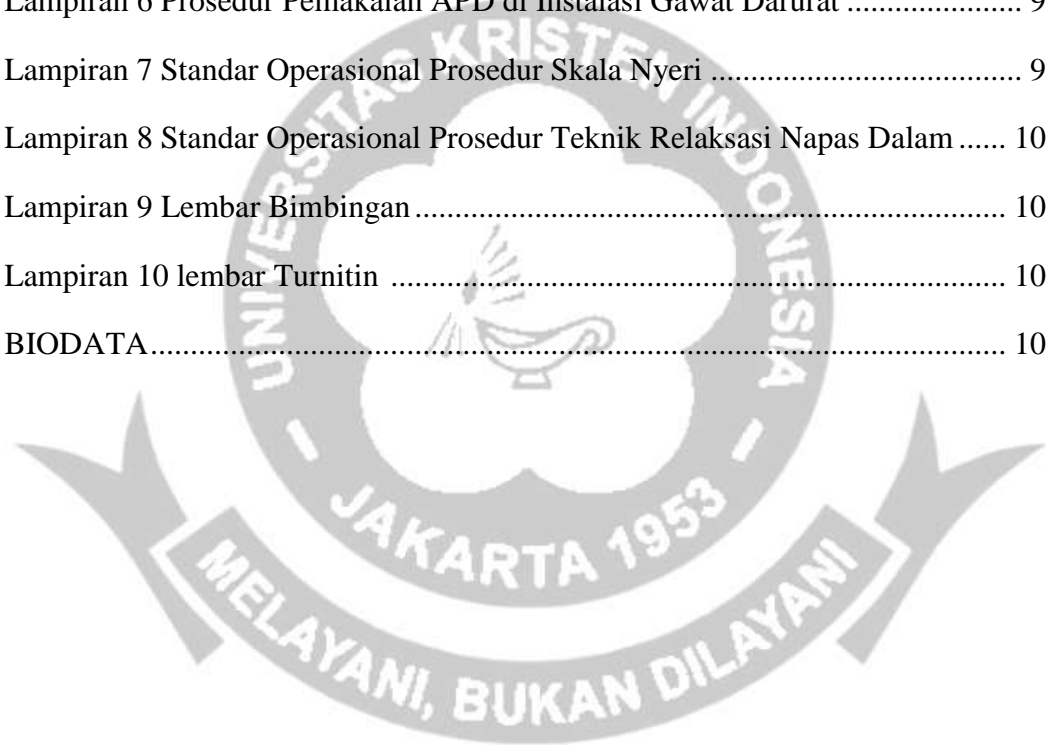 Lampiran 6 Prosedur Pemakaian APD di Instalasi Gawat Darurat ...................... 9
Lampiran 7 Standar Operasional Prosedur Skala Nyeri ....................................... 9
Lampiran 8 Standar Operasional Prosedur Teknik Relaksasi Napas Dalam ...... 10
Lampiran 9 Lembar Bimbingan .......................................................................... 10
Lampiran 10 lembar Turnitin ............................................................................. 10
BIODATA ........................................................................................................... 10
UNIVERSITAS KRISTEN INDONESIA
JAKARTA 1953
MELAYANI, BUKAN DILAYANI